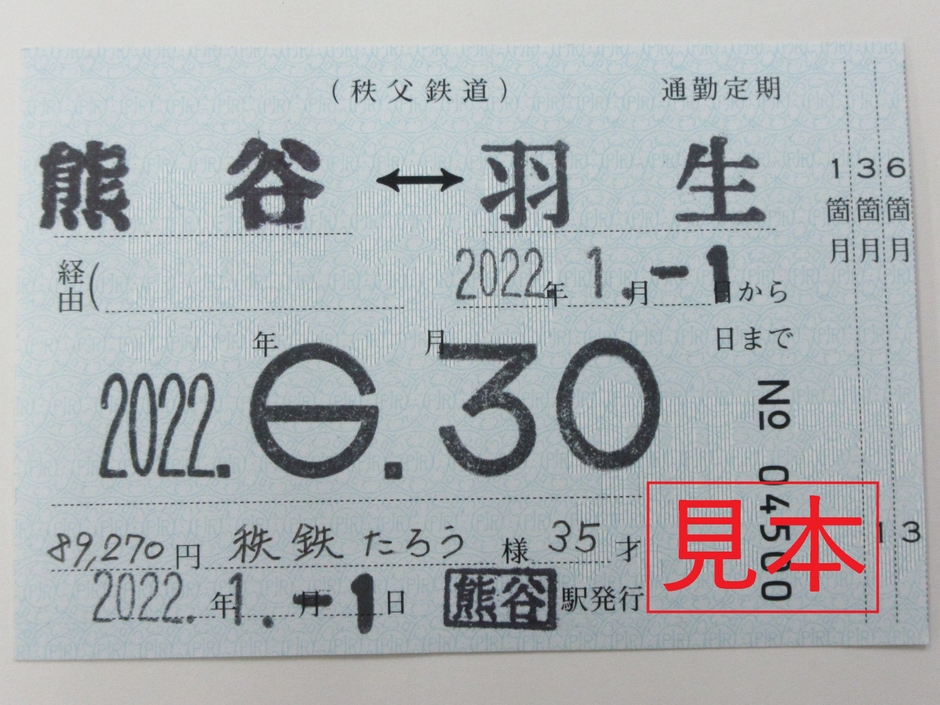 (秩父鉄道) 通勤定期
熊谷 ↔ 羽生
1 3 6
箇 箇 箇
月 月 月
経由(
2022年 1.月 -1日から
年 月 日まで
2022. 6.30
No 04500
89,270円 秩鉄たろう 様 35才
見本
13
2022.年 1.月-1日 熊谷 駅発行